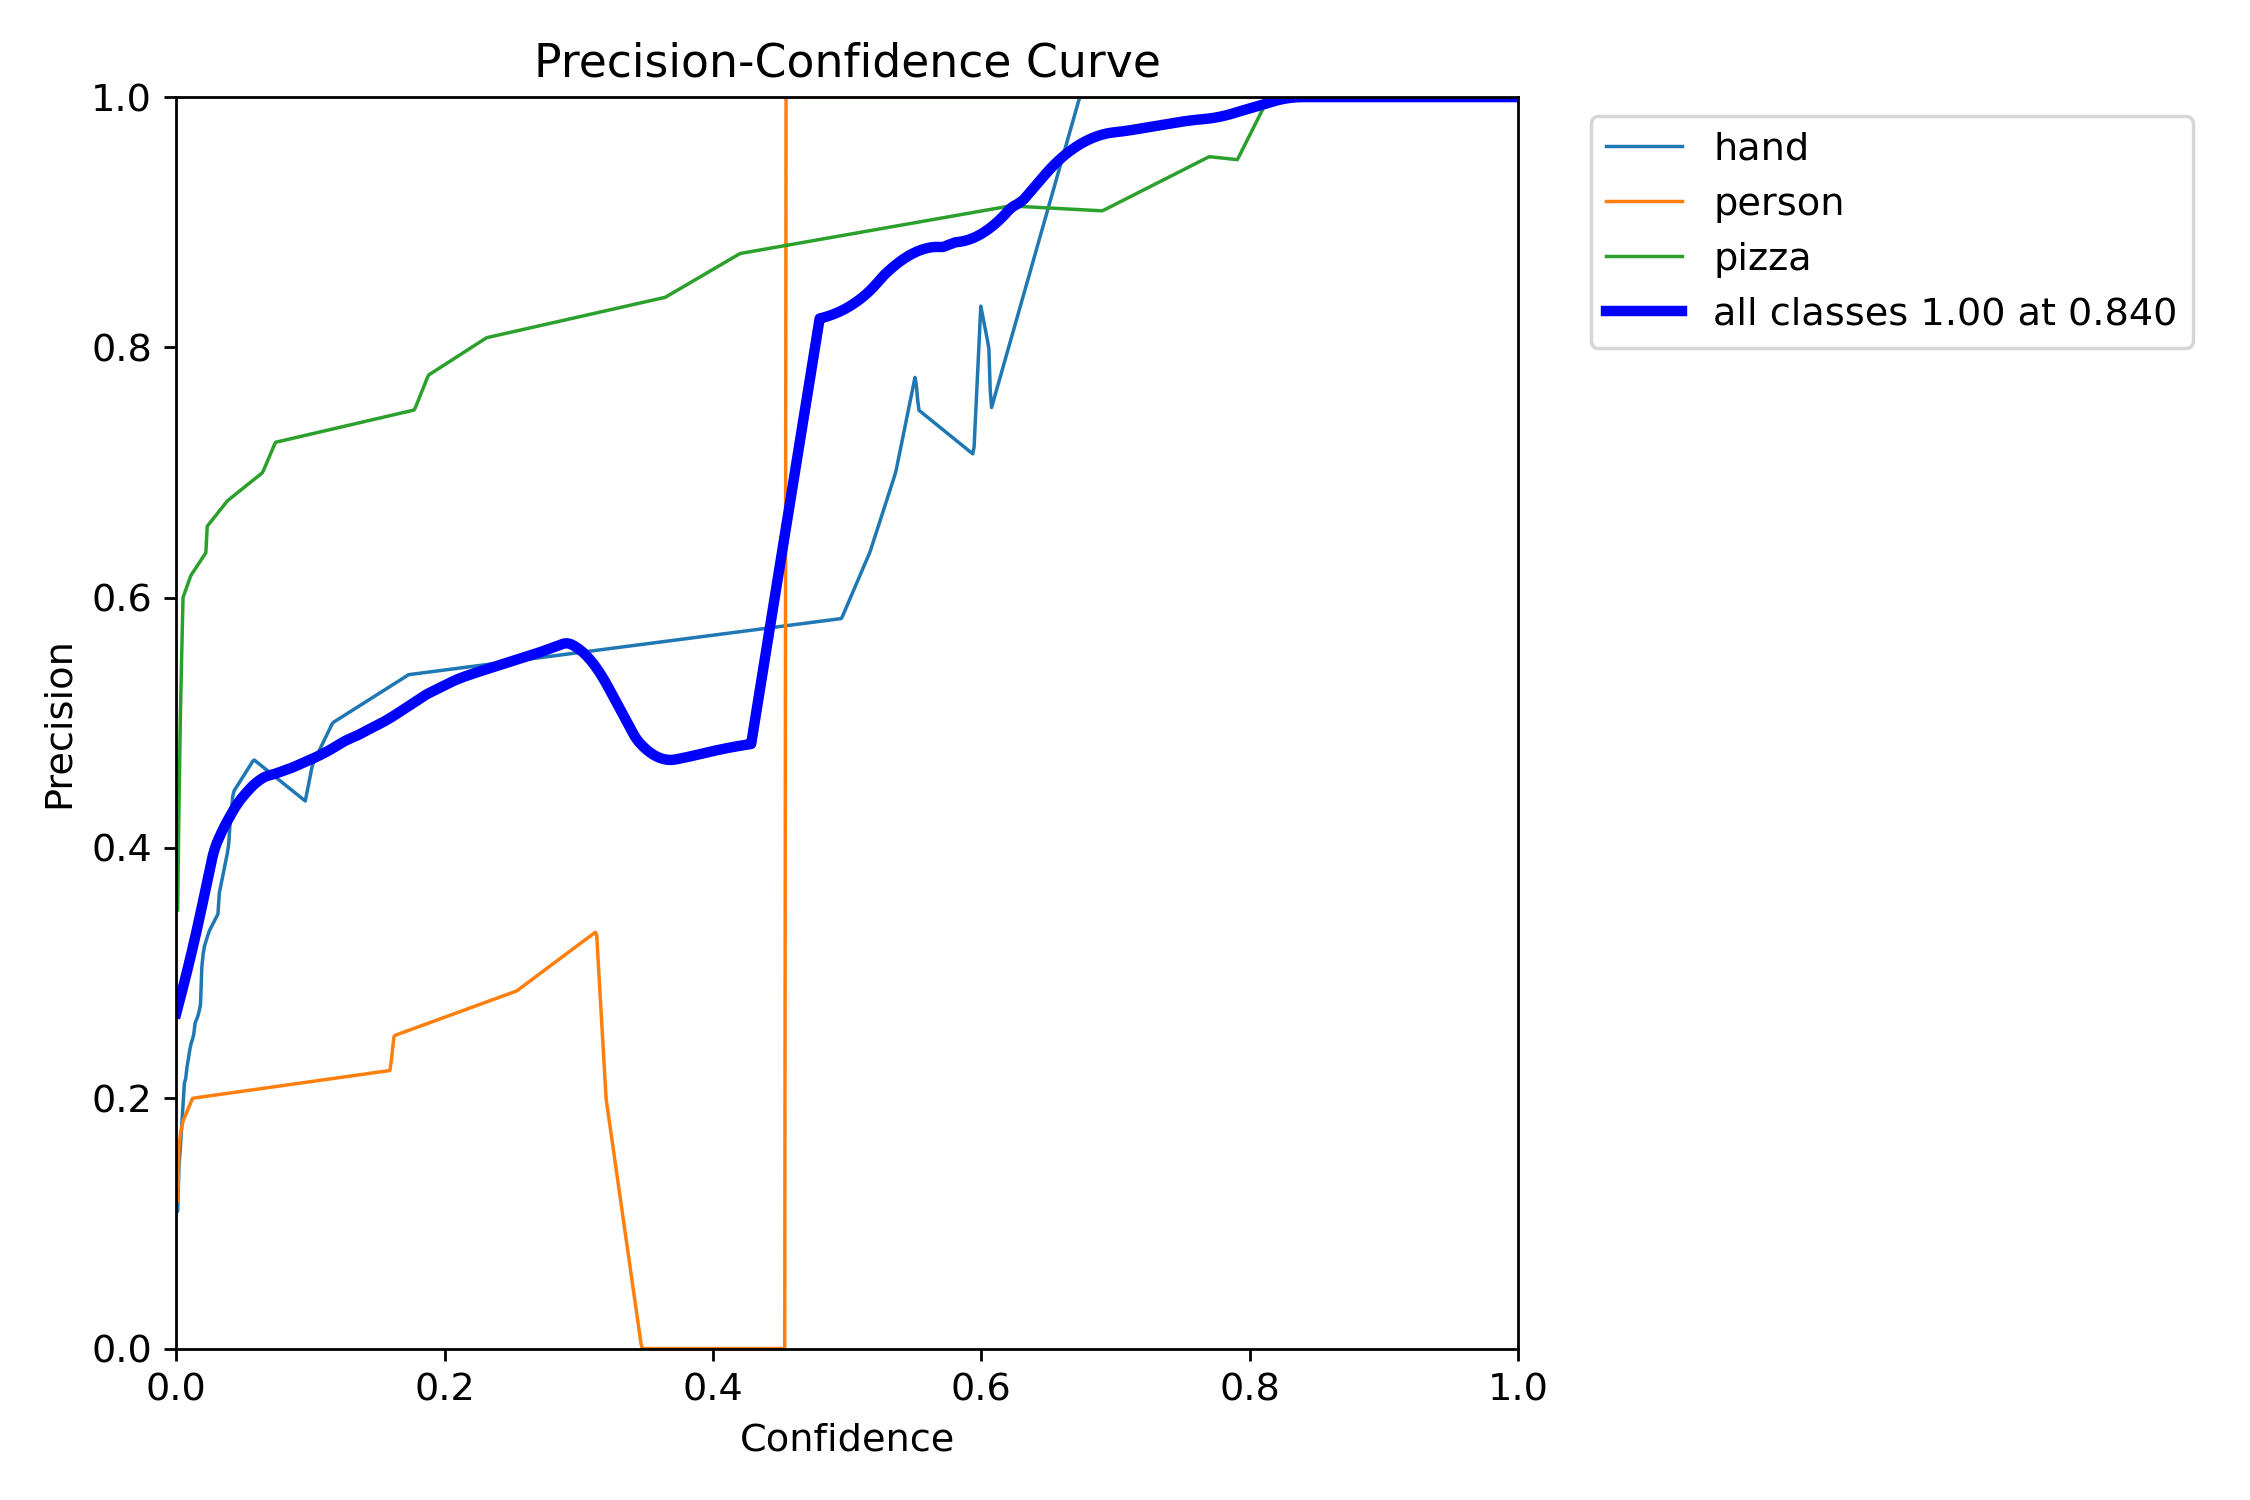 Precision-Confidence Curve
1.0
0.8
0.6
0.4
0.2
0.0
Precision
0.0 0.2 0.4 0.6 0.8 1.0
Confidence
hand
person
pizza
all classes 1.00 at 0.840